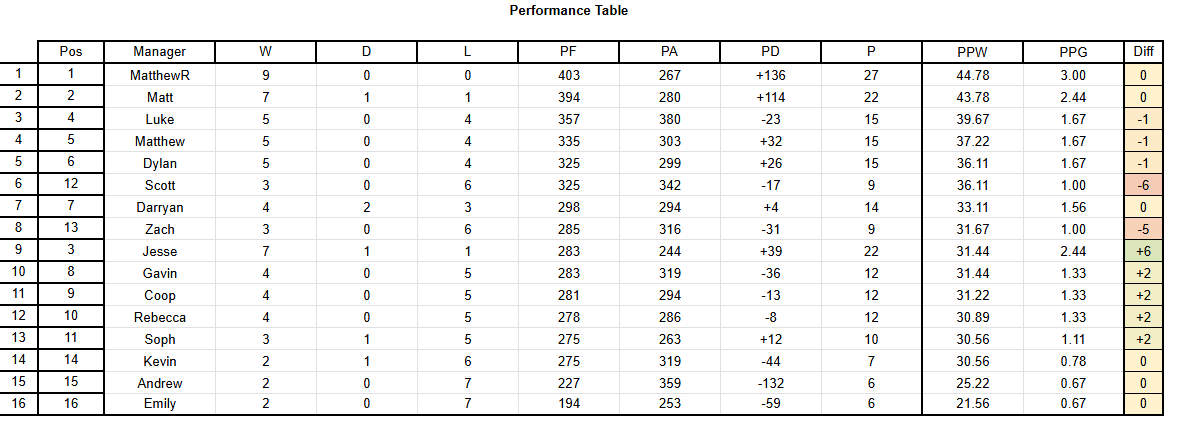 Performance Table
Pos Manager W D L PF PA PD P PPW PPG Diff
1 1 MatthewR 9 0 0 403 267 +136 27 44.78 3.00 0
2 2 Matt 7 1 1 394 280 +114 22 43.78 2.44 0
3 4 Luke 5 0 4 357 380 -23 15 39.67 1.67 -1
4 5 Matthew 5 0 4 335 303 +32 15 37.22 1.67 -1
5 6 Dylan 5 0 4 325 299 +26 15 36.11 1.67 -1
6 12 Scott 3 0 6 325 342 -17 9 36.11 1.00 -6
7 7 Darryan 4 2 3 298 294 +4 14 33.11 1.56 0
8 13 Zach 3 0 6 285 316 -31 9 31.67 1.00 -5
9 3 Jesse 7 1 1 283 244 +39 22 31.44 2.44 +6
10 8 Gavin 4 0 5 283 319 -36 12 31.44 1.33 +2
11 9 Coop 4 0 5 281 294 -13 12 31.22 1.33 +2
12 10 Rebecca 4 0 5 278 286 -8 12 30.89 1.33 +2
13 11 Soph 3 1 5 275 263 +12 10 30.56 1.11 +2
14 14 Kevin 2 1 6 275 319 -44 7 30.56 0.78 0
15 15 Andrew 2 0 7 227 359 -132 6 25.22 0.67 0
16 16 Emily 2 0 7 194 253 -59 6 21.56 0.67 0